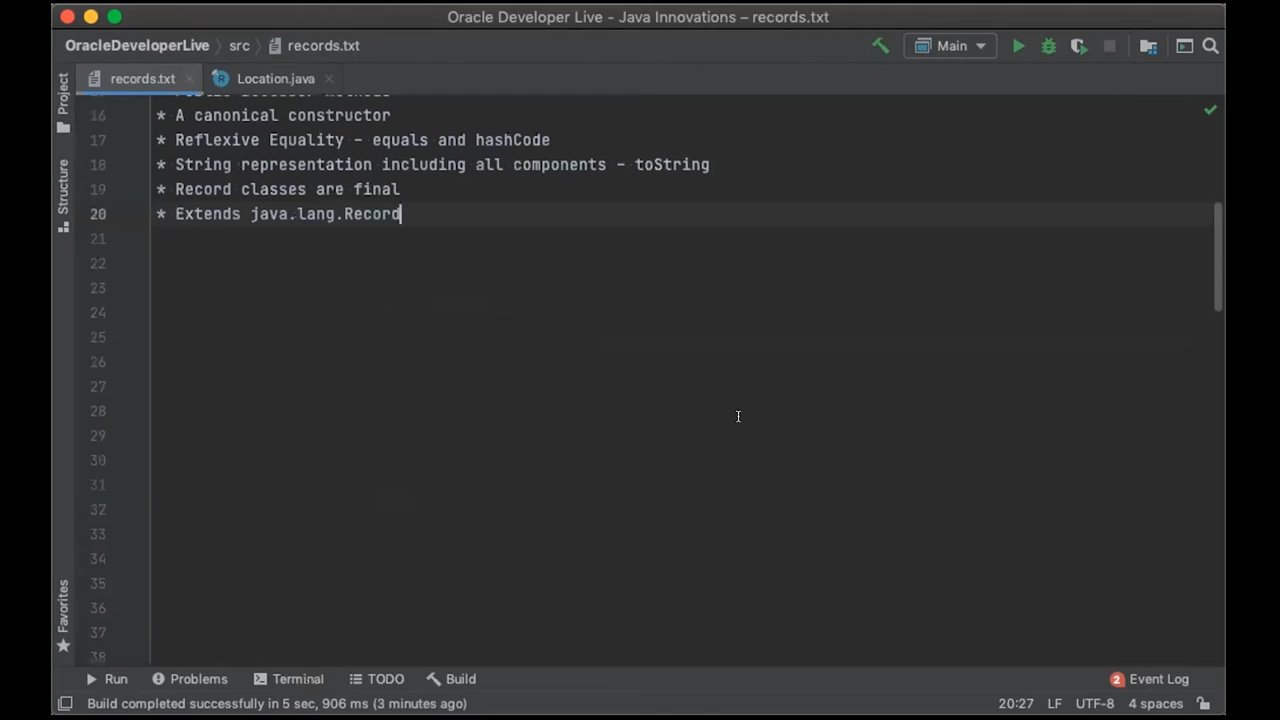 Oracle Developer Live - Java Innovations – records.txt
OracleDeveloperLive src records.txt Main
Project
Structure
Favorites
records.txt Location.java
16 * A canonical constructor
17 * Reflexive Equality - equals and hashCode
18 * String representation including all components - toString
19 * Record classes are final
20 * Extends java.lang.Record
21
22
23
24
25
26
27
28
29
30
31
32
33
34
35
36
37
38
Run Problems Terminal TODO Build 2 Event Log
Build completed successfully in 5 sec, 906 ms (3 minutes ago) 20:27 LF UTF-8 4 spaces